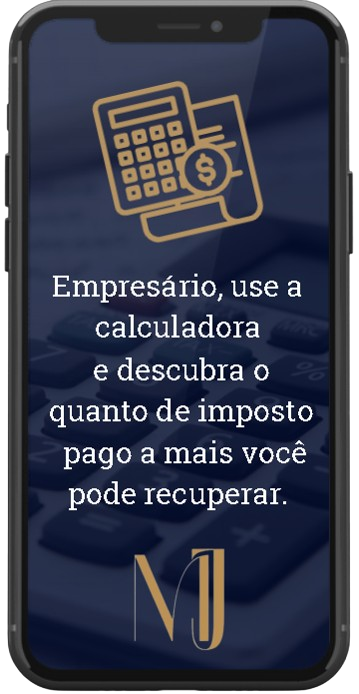 $
Empresário, use a
calculadora
e descubra o
quanto de imposto
pago a mais você
pode recuperar.
MJ